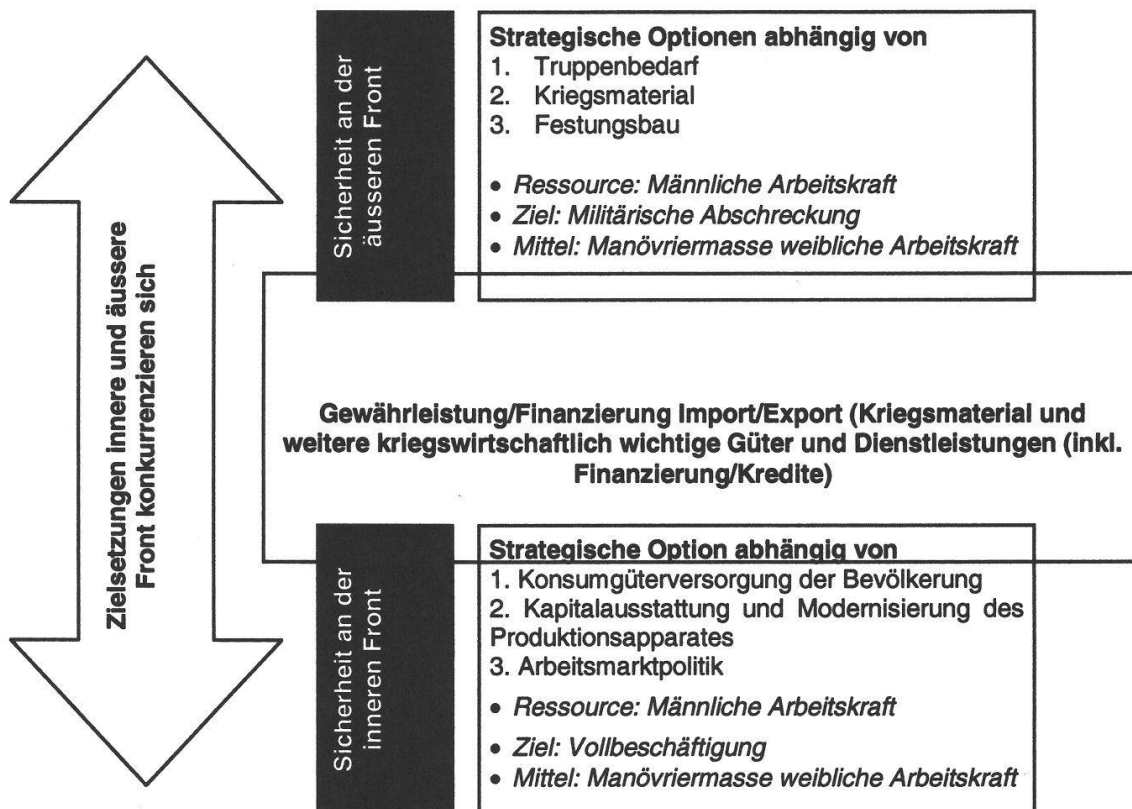 Zielsetzungen innere und äussere
Front konkurrenzieren sich
Sicherheit an der
äusseren Front
Strategische Optionen abhängig von
1. Truppenbedarf
2. Kriegsmaterial
3. Festungsbau
• Ressource: Männliche Arbeitskraft
• Ziel: Militärische Abschreckung
• Mittel: Manövriermasse weibliche Arbeitskraft
Gewährleistung/Finanzierung Import/Export (Kriegsmaterial und
weitere kriegswirtschaftlich wichtige Güter und Dienstleistungen (inkl.
Finanzierung/Kredite)
Sicherheit an der
inneren Front
Strategische Option abhängig von
1. Konsumgüterversorgung der Bevölkerung
2. Kapitalausstattung und Modernisierung des
Produktionsapparates
3. Arbeitsmarktpolitik
• Ressource: Männliche Arbeitskraft
• Ziel: Vollbeschäftigung
• Mittel: Manövriermasse weibliche Arbeitskraft